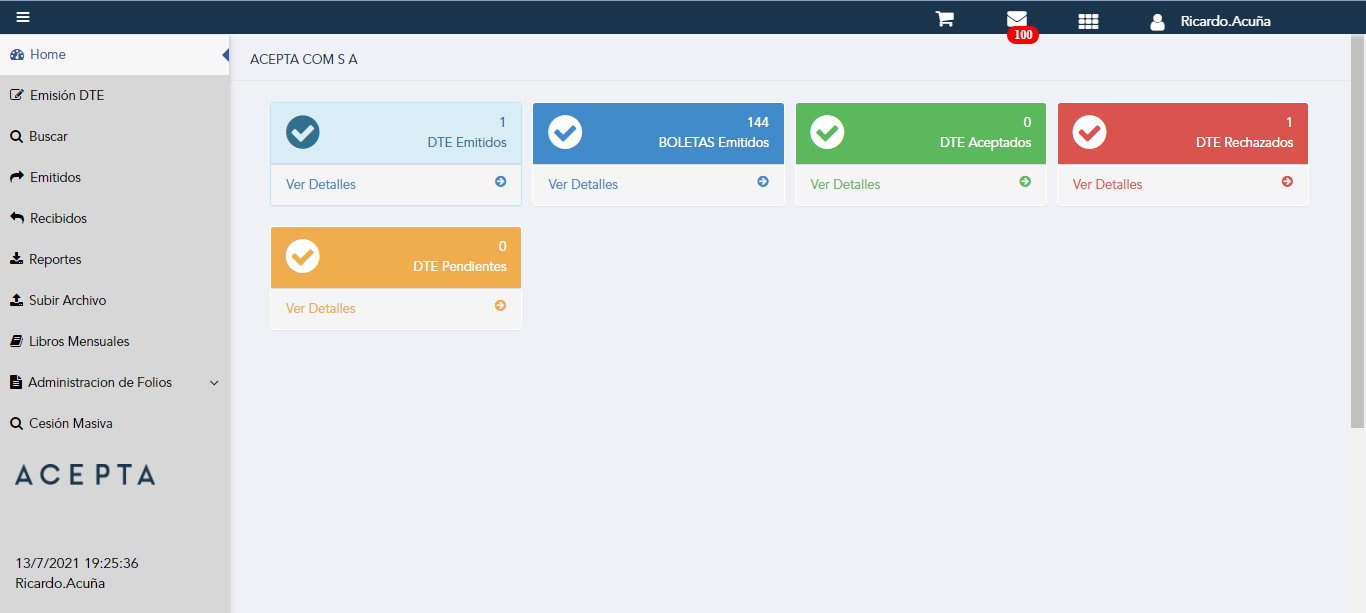 Ricardo.Acuña
100
Home
ACEPTA COM S A
Emisión DTE
Buscar
Emitidos
Recibidos
Reportes
Subir Archivo
Libros Mensuales
Administracion de Folios
Cesión Masiva
ACEPTA
13/7/2021 19:25:36
Ricardo.Acuña
1
DTE Emitidos
Ver Detalles
144
BOLETAS Emitidos
Ver Detalles
0
DTE Aceptados
Ver Detalles
1
DTE Rechazados
Ver Detalles
0
DTE Pendientes
Ver Detalles